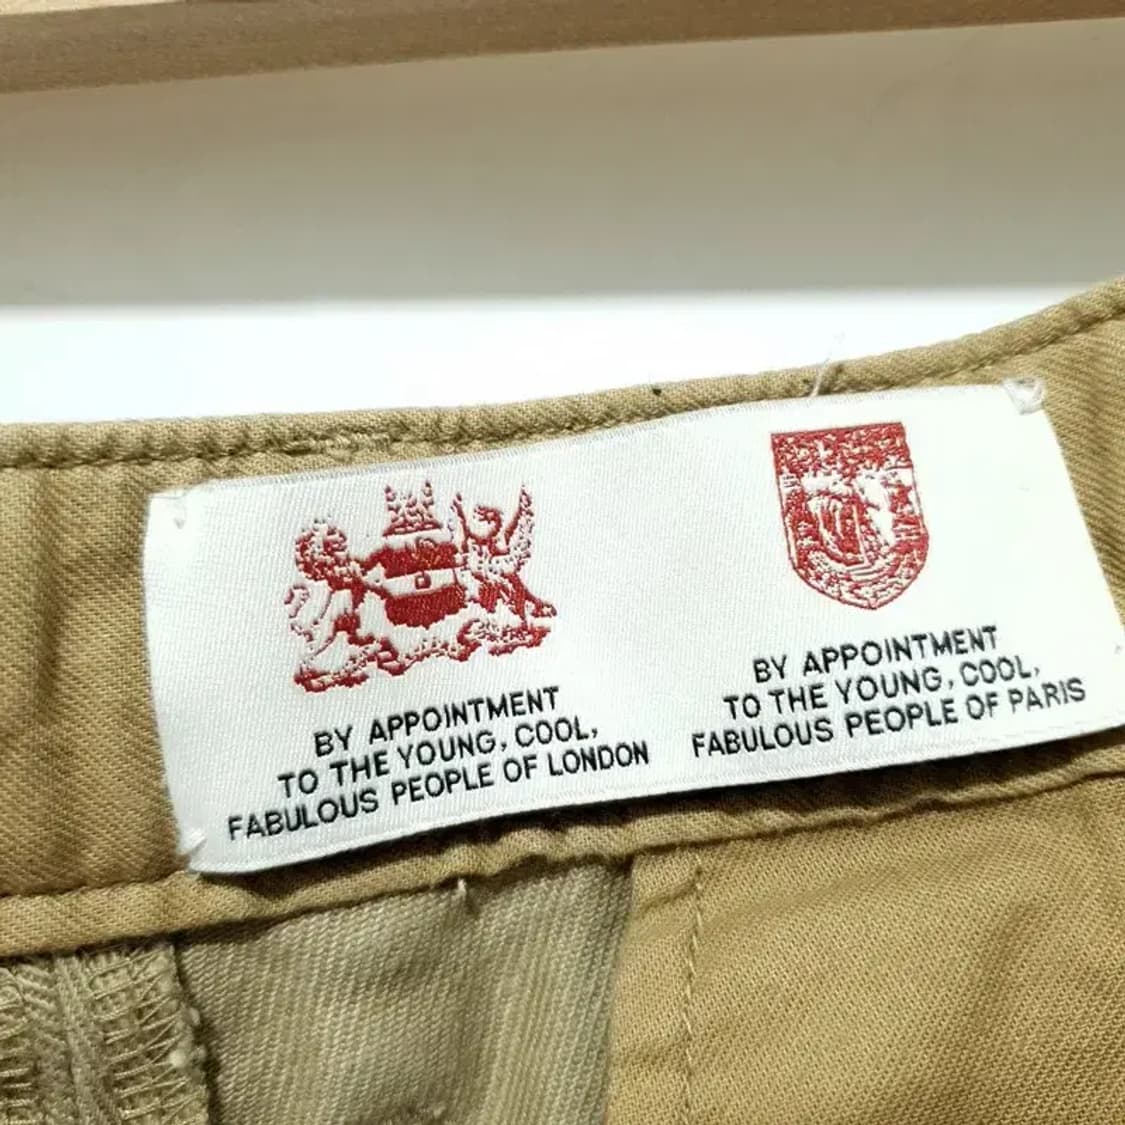 BY APPOINTMENT
TO THE YOUNG, COOL,
FABULOUS PEOPLE OF LONDON
BY APPOINTMENT
TO THE YOUNG, COOL,
FABULOUS PEOPLE OF PARIS